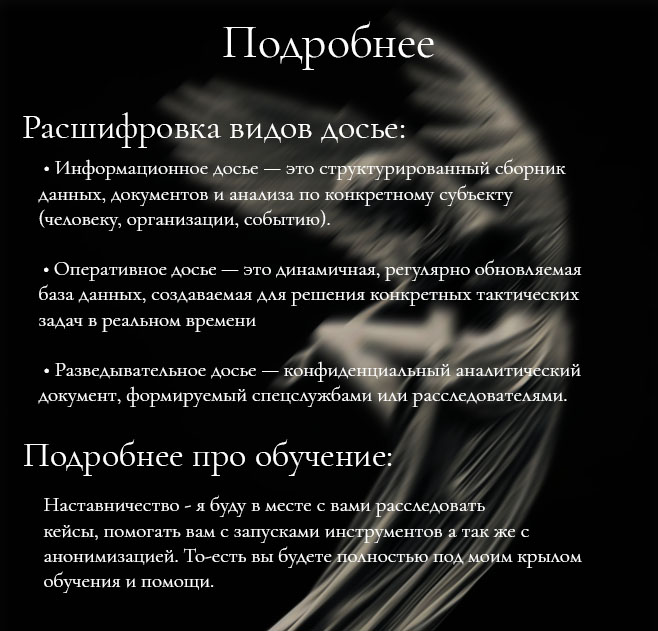 Подробнее
Расшифровка видов досье:
• Информационное досье — это структурированный сборник
данных, документов и анализа по конкретному субъекту
(человеку, организации, событию).
• Оперативное досье — это динамичная, регулярно обновляемая
база данных, создаваемая для решения конкретных тактических
задач в реальном времени
• Разведывательное досье — конфиденциальный аналитический
документ, формируемый спецслужбами или расследователями.
Подробнее про обучение:
Наставничество - я буду в месте с вами расследовать
кейсы, помогать вам с запусками инструментов а так же с
анонимизацией. То-есть вы будете полностью под моим крылом
обучения и помощи.